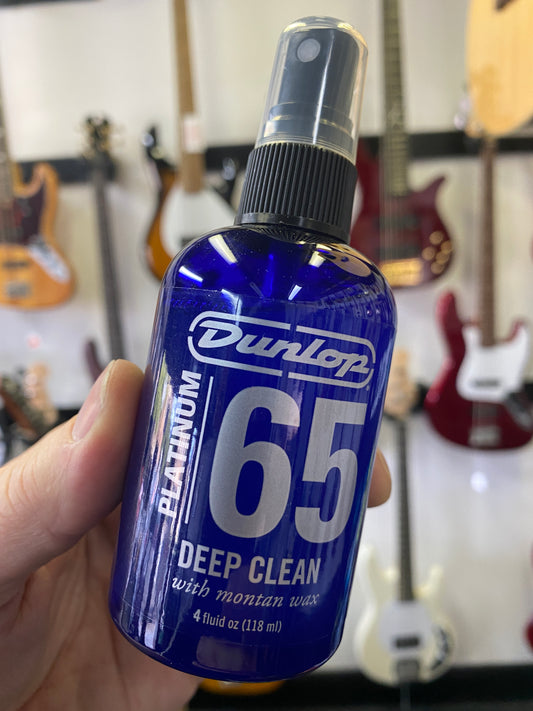 Dunlop
PLATINUM
65
DEEP CLEAN
with montan wax
4 fluid oz (118 ml)